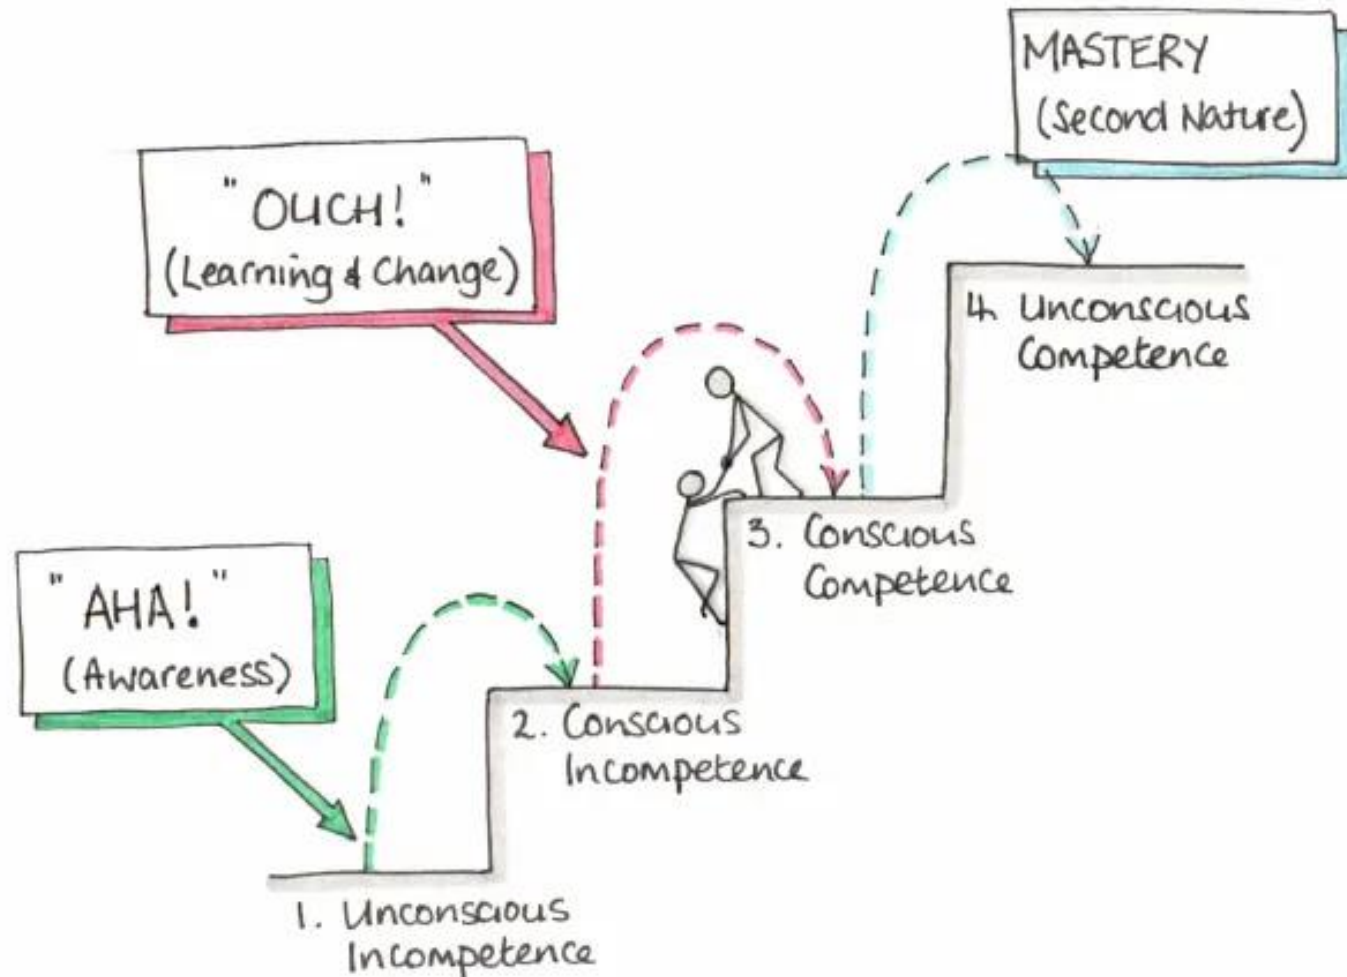 MASTERY
(Second Nature)
"OUCH!"
(Learning & Change)
4. Unconscious
Competence
3. Conscious
Competence
"AHA!"
(Awareness)
2. Conscious
Incompetence
1. Unconscious
Incompetence